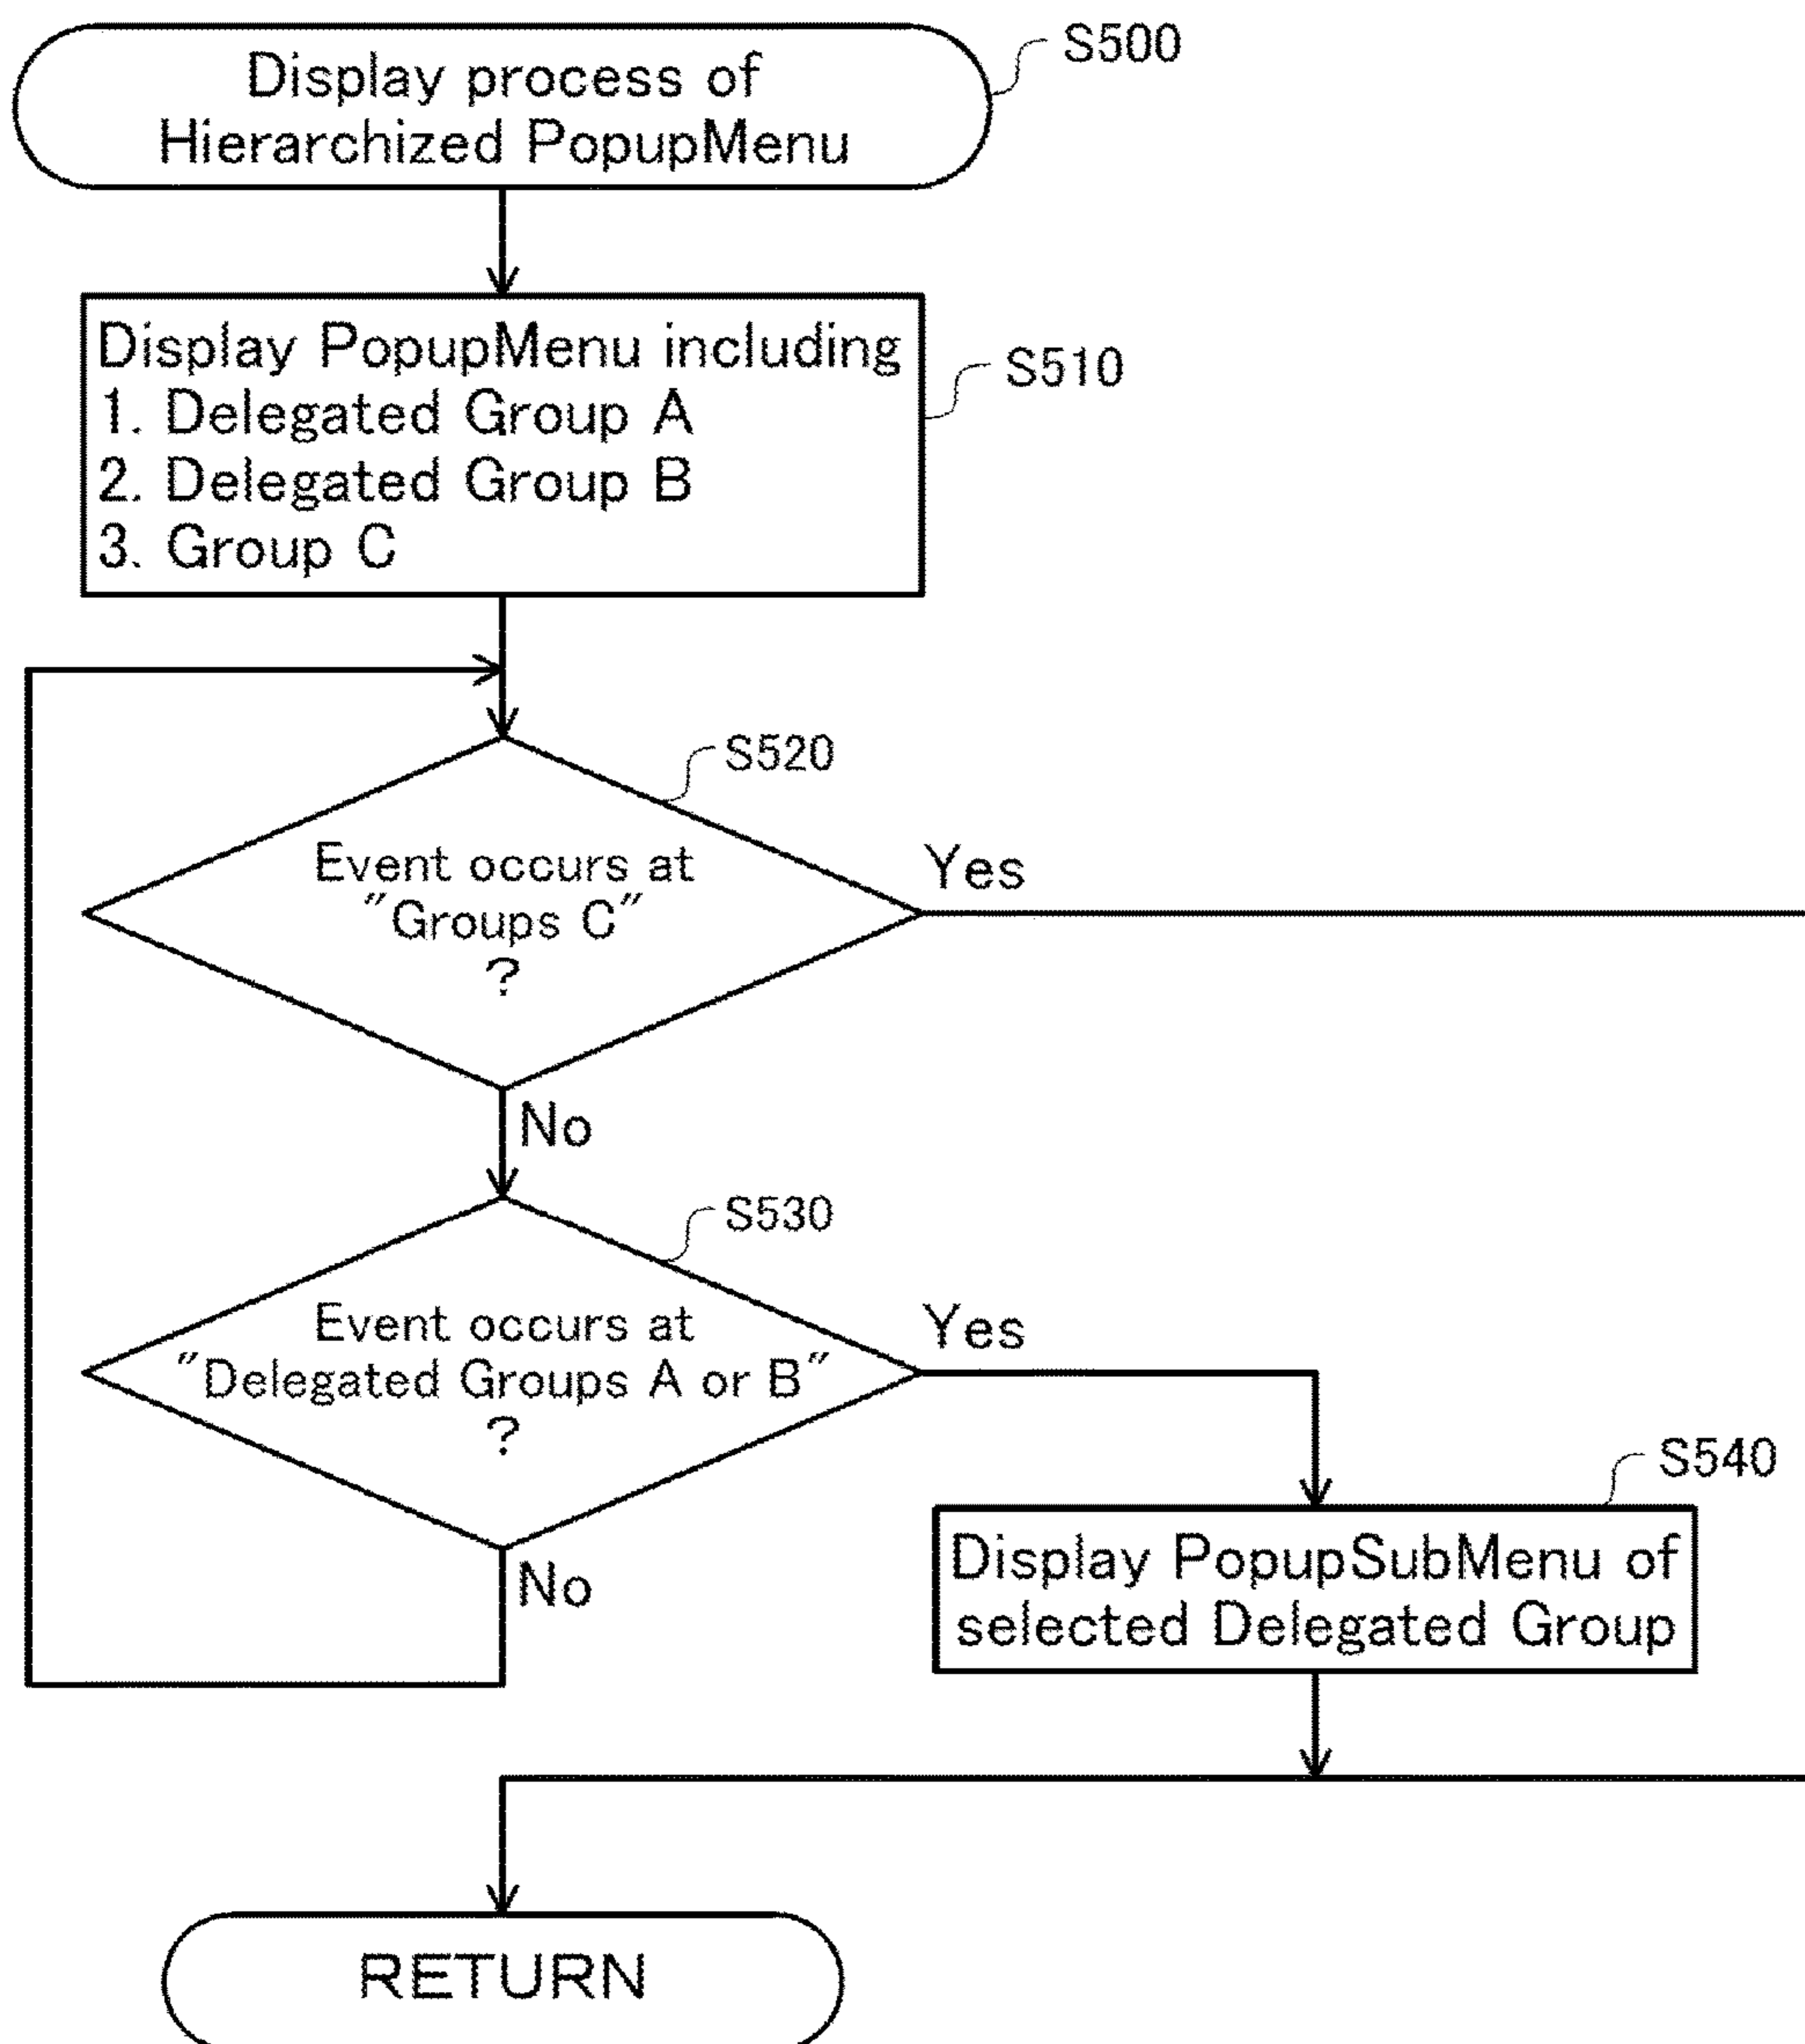 Display process of
Hierarchized PopupMenu
S500
Display PopupMenu including
1. Delegated Group A
2. Delegated Group B
3. Group C
S510
S520
Event occurs at
"Groups C"
?
Yes
No
S530
Event occurs at
"Delegated Groups A or B"
?
Yes
No
S540
Display PopupSubMenu of
selected Delegated Group
RETURN